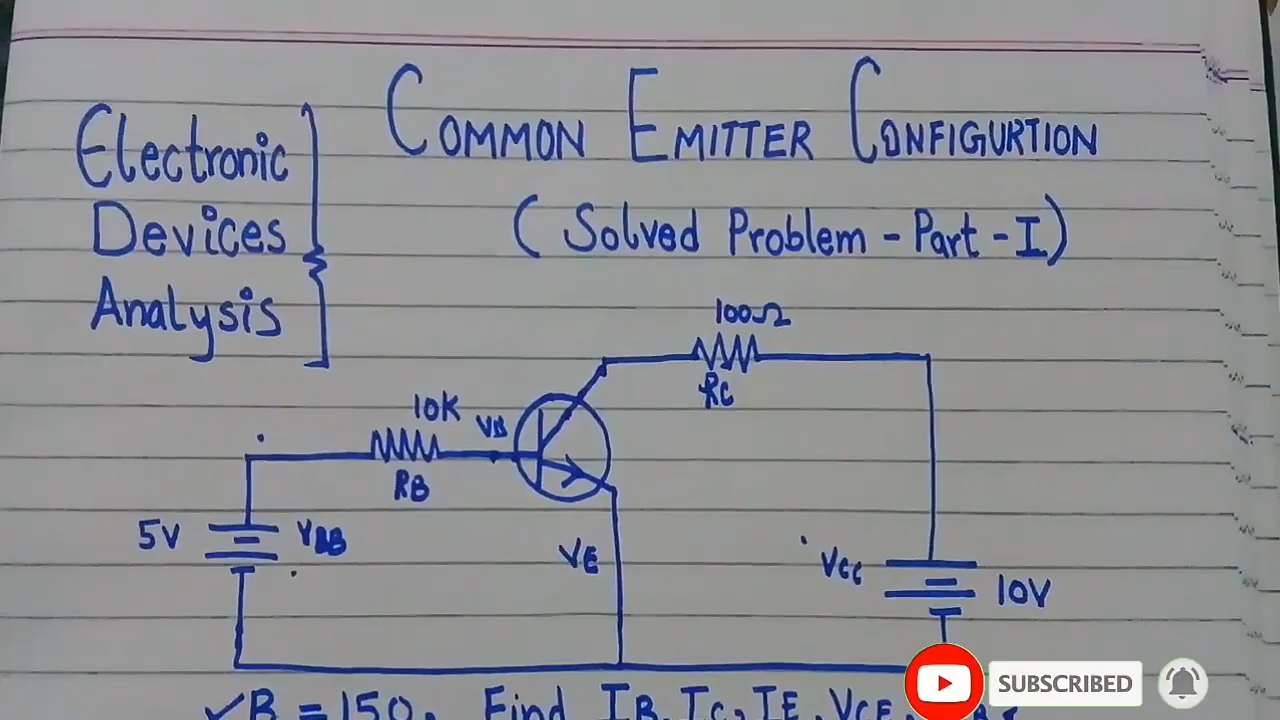 Electronic
Devices
Analysis
COMMON EMITTER CONFIGURTION
(Solved Problem - Part - I)
100Ω
RC
10K
VB
RB
5V
VBB
VE
VCC
10V
✓β = 150. Find IB, IC, IE, VCE,
SUBSCRIBED